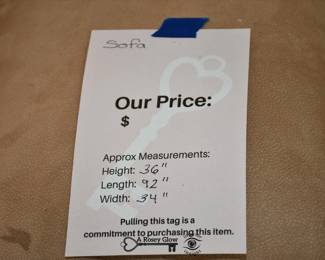 Sofa
Our Price:
$
Approx Measurements:
Height: 36"
Length: 92"
Width: 34"
Pulling this tag is a
commitment to purchasing this item.
A Rosey Glow